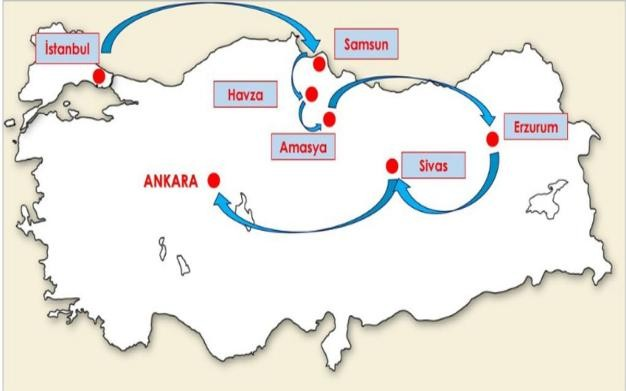 İstanbul
Samsun
Havza
Amasya
Erzurum
Sivas
ANKARA